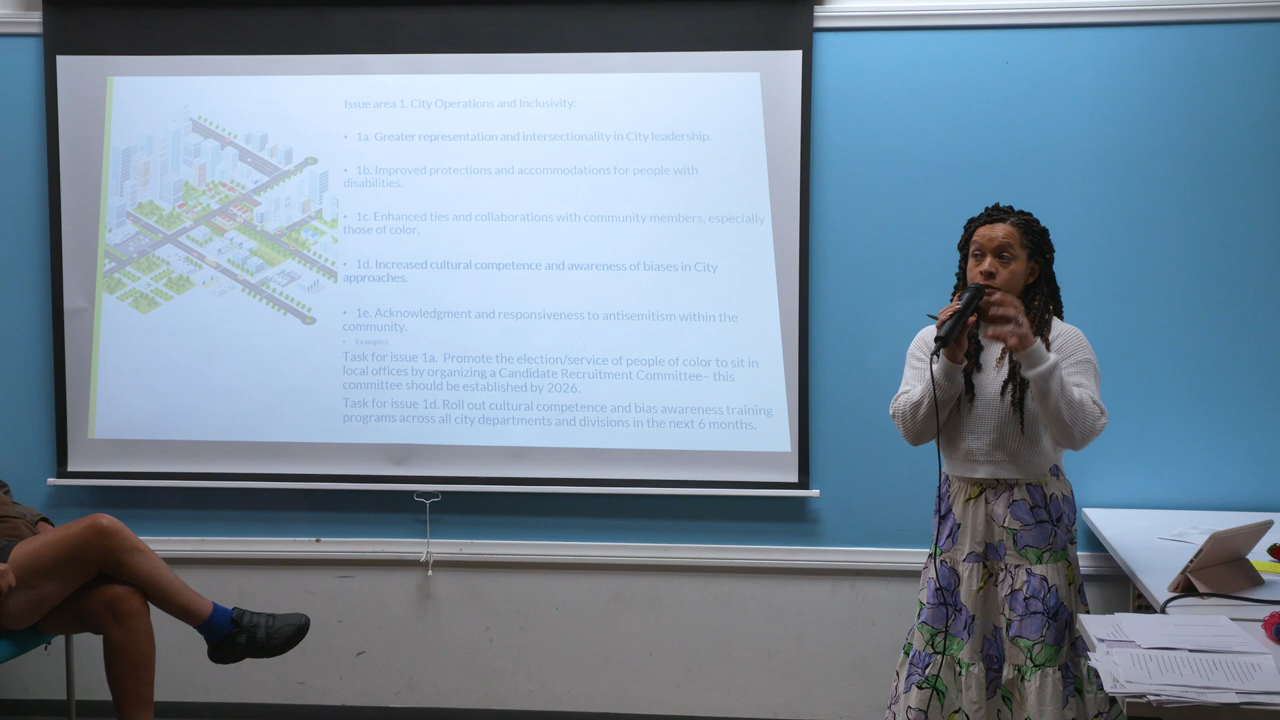 Issue area 1. City Operations and Inclusivity:
• 1a. Greater representation and intersectionality in City leadership.
• 1b. Improved protections and accommodations for people with
disabilities.
• 1c. Enhanced ties and collaborations with community members, especially
those of color.
• 1d. Increased cultural competence and awareness of biases in City
approaches.
• 1e. Acknowledgment and responsiveness to antisemitism within the
community.
• Examples
Task for issue 1a. Promote the election/service of people of color to sit in
local offices by organizing a Candidate Recruitment Committee– this
committee should be established by 2026.
Task for issue 1d. Roll out cultural competence and bias awareness training
programs across all city departments and divisions in the next 6 months.